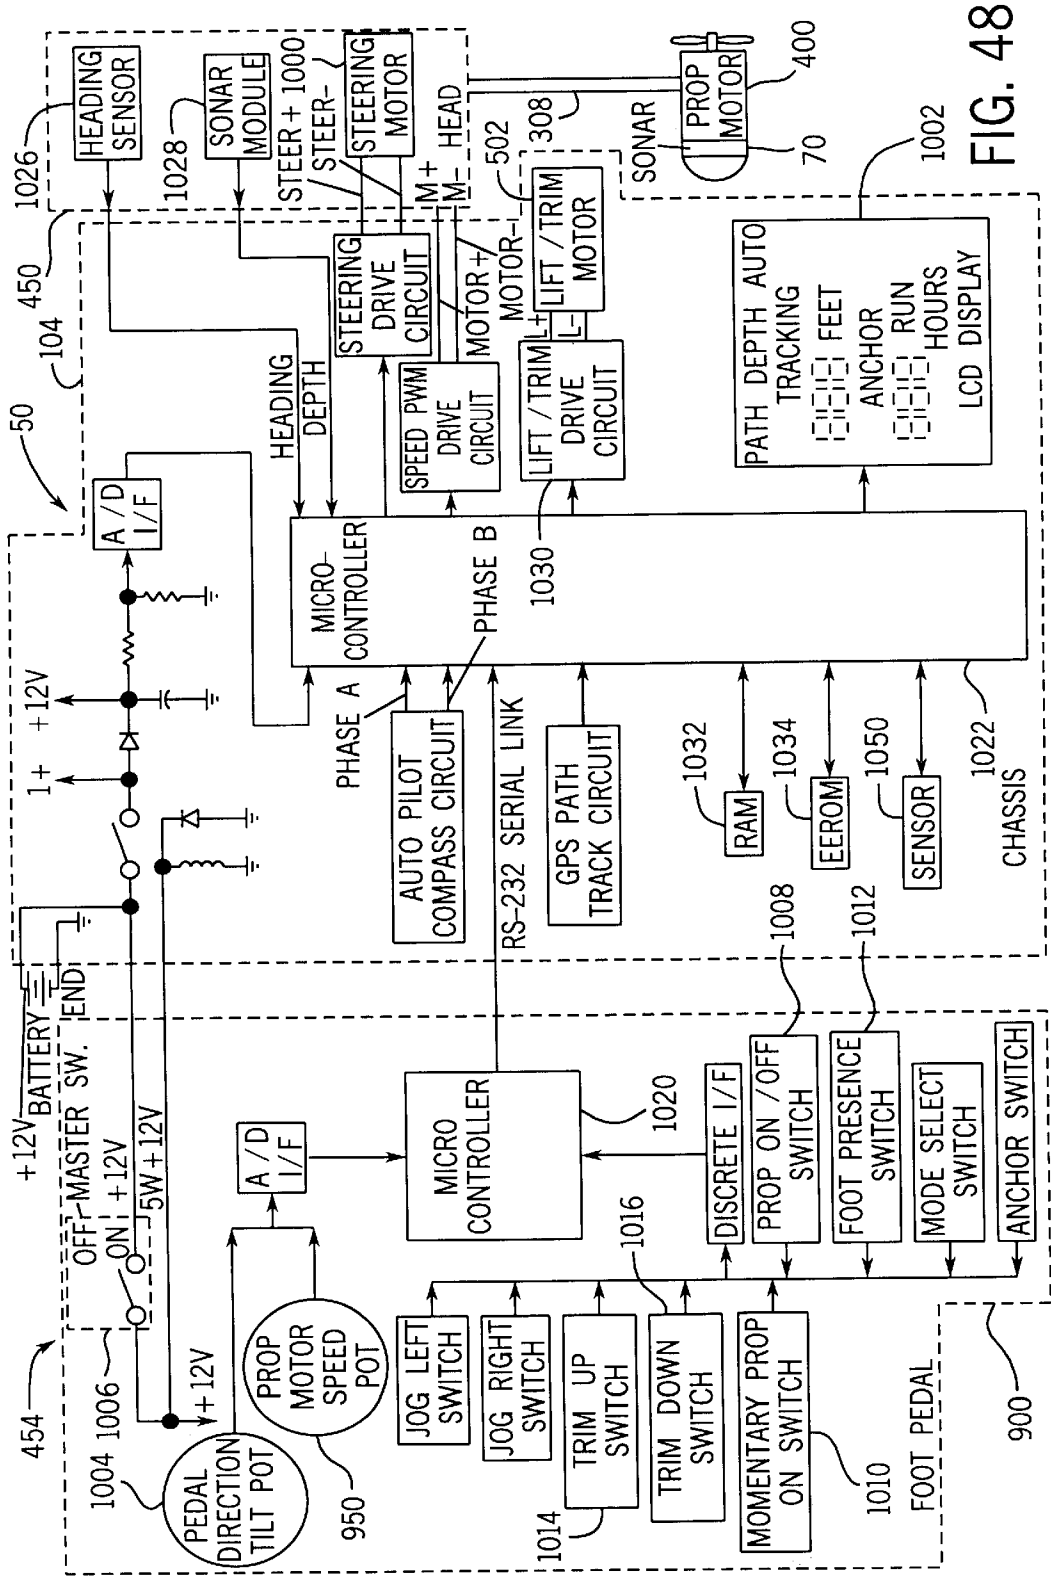 FIG. 48
454
1004
1006
PEDAL
DIRECTION
TILT POT
+12V
950
PROP
MOTOR
SPEED
POT
OFF
ON
MASTER SW.
+12V
5W+12V
+12V
BATTERY
END
A/D
I/F
MICRO
CONTROLLER
1020
JOG LEFT
SWITCH
JOG RIGHT
SWITCH
1014
TRIM UP
SWITCH
1016
TRIM DOWN
SWITCH
MOMENTARY PROP
ON SWITCH
1010
DISCRETE I/F
PROP ON/OFF
SWITCH
1008
FOOT PRESENCE
SWITCH
1012
MODE SELECT
SWITCH
ANCHOR SWITCH
FOOT PEDAL
900
50
104
450
1+
+12V
A/D
I/F
PHASE A
AUTO PILOT
COMPASS CIRCUIT
PHASE B
RS-232 SERIAL LINK
GPS PATH
TRACK CIRCUIT
1032
RAM
1034
EEROM
1050
SENSOR
1022
CHASSIS
MICRO-
CONTROLLER
HEADING
DEPTH
STEERING
DRIVE
CIRCUIT
SPEED PWM
DRIVE
CIRCUIT
MOTOR+
MOTOR-
1030
LIFT/TRIM
DRIVE
CIRCUIT
L+
L-
LIFT/TRIM
MOTOR
502
PATH DEPTH AUTO
TRACKING
FEET
ANCHOR
RUN
HOURS
LCD DISPLAY
1002
1026
HEADING
SENSOR
1028
SONAR
MODULE
STEER+
STEER-
1000
STEERING
MOTOR
M+
M-
HEAD
308
SONAR
PROP
MOTOR
400
70